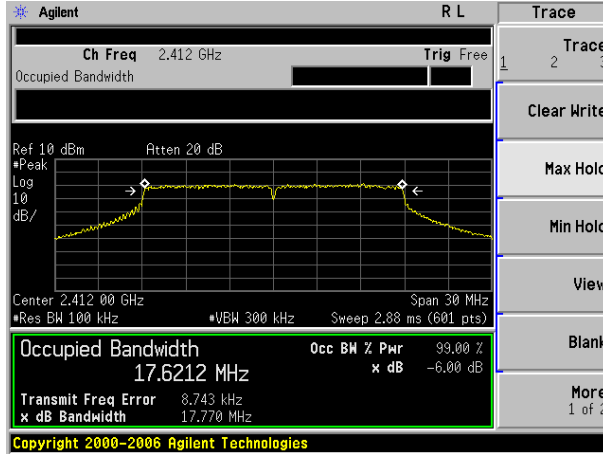 Agilent R L Trace
Ch Freq 2.412 GHz Trig Free
Occupied Bandwidth
Trace
1 2 3
Clear Write
Max Hold
Min Hold
View
Blank
More
1 of 2
Ref 10 dBm Atten 20 dB
#Peak
Log
10
dB/
Center 2.412 00 GHz Span 30 MHz
#Res BW 100 kHz #VBW 300 kHz Sweep 2.88 ms (601 pts)
Occupied Bandwidth Occ BW % Pwr 99.00 %
17.6212 MHz x dB -6.00 dB
Transmit Freq Error 8.743 kHz
x dB Bandwidth 17.770 MHz
Copyright 2000-2006 Agilent Technologies